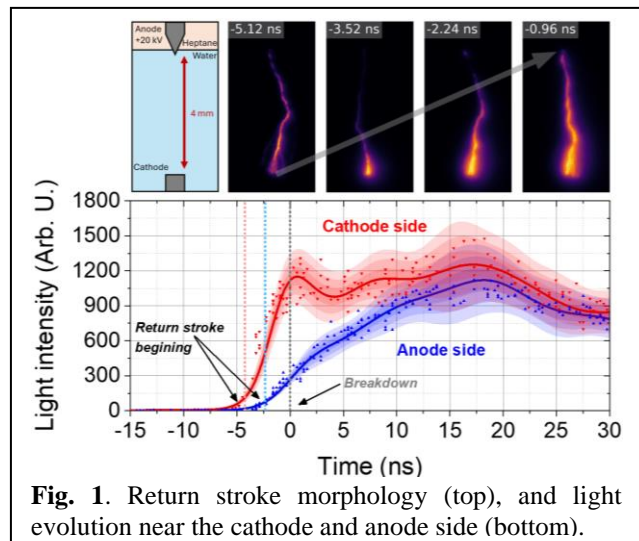 Anode
+20 kV
Heptane
Water
4 mm
Cathode
-5.12 ns
-3.52 ns
-2.24 ns
-0.96 ns
1800
1500
1200
900
600
300
0
Light intensity (Arb. U.)
Cathode side
Return stroke
begining
Anode side
Breakdown
-15 -10 -5 0 5 10 15 20 25 30
Time (ns)
Fig. 1. Return stroke morphology (top), and light
evolution near the cathode and anode side (bottom).